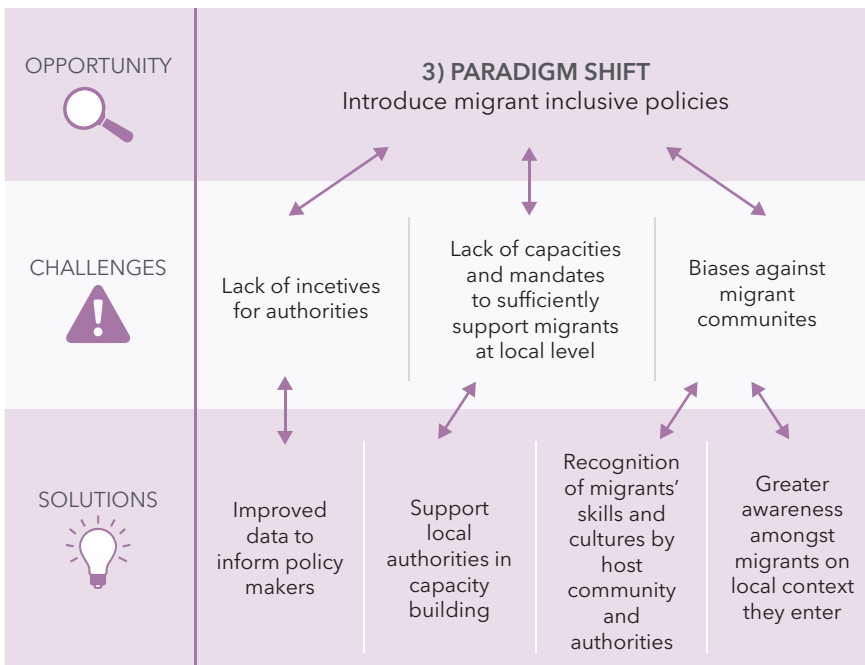 OPPORTUNITY
3) PARADIGM SHIFT
Introduce migrant inclusive policies
CHALLENGES
Lack of incetives
for authorities
Lack of capacities
and mandates
to sufficiently
support migrants
at local level
Biases against
migrant
communites
SOLUTIONS
Improved
data to
inform policy
makers
Support
local
authorities in
capacity
building
Recognition
of migrants'
skills and
cultures by
host
community
and
authorities
Greater
awareness
amongst
migrants on
local context
they enter